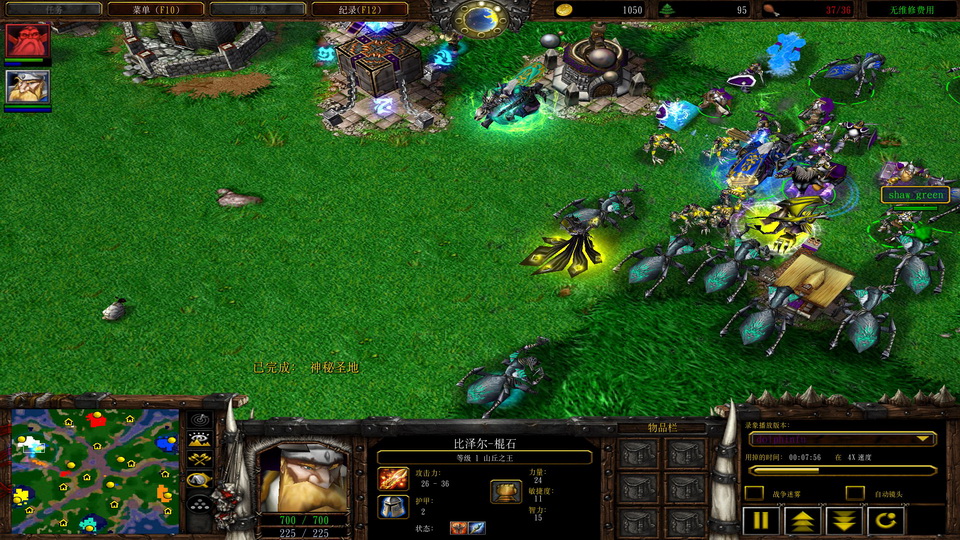 任务
菜单 (F10)
盟友
纪录(F12)
1050
95
37/36
无维修费用
shaw_green
已完成： 神秘圣地
比泽尔-棍石
等级 1 山丘之王
攻击力:
26 - 36
护甲:
2
状态:
力量:
24
敏捷度:
11
智力:
15
700 / 700
225 / 225
物品栏
录象播放版本:
用掉的时间: 00:07:56 在 4X 速度
战争迷雾
自动镜头